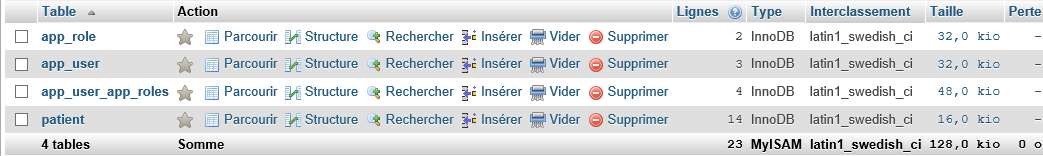 Table Action Lignes Type Interclassement Taille Perte
app_role Parcourir Structure Rechercher Insérer Vider Supprimer 2 InnoDB latin1_swedish_ci 32,0 kio -
app_user Parcourir Structure Rechercher Insérer Vider Supprimer 3 InnoDB latin1_swedish_ci 32,0 kio -
app_user_app_roles Parcourir Structure Rechercher Insérer Vider Supprimer 4 InnoDB latin1_swedish_ci 48,0 kio -
patient Parcourir Structure Rechercher Insérer Vider Supprimer 14 InnoDB latin1_swedish_ci 16,0 kio -
4 tables Somme 23 MyISAM latin1_swedish_ci 128,0 kio 0 o